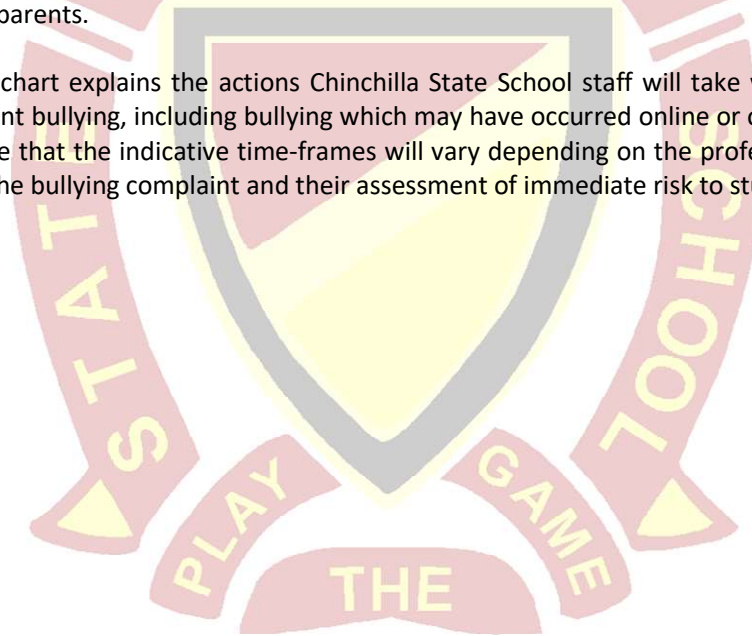 parents.
chart explains the actions Chinchilla State School staff will take
nt bullying, including bullying which may have occurred online or
e that the indicative time-frames will vary depending on the
he bullying complaint and their assessment of immediate risk to
STATE
SCHOOL
PLAY
THE
GAME